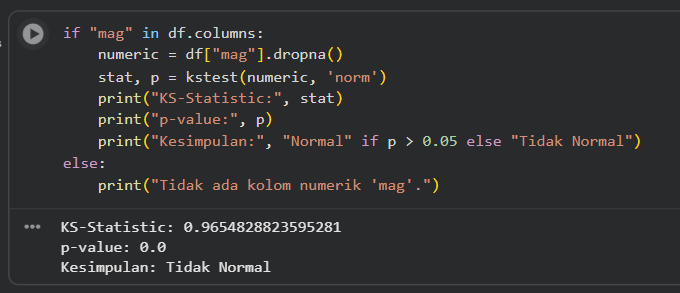 if "mag" in df.columns:
    numeric = df["mag"].dropna()
    stat, p = kstest(numeric, 'norm')
    print("KS-Statistic:", stat)
    print("p-value:", p)
    print("Kesimpulan:", "Normal" if p > 0.05 else "Tidak Normal")
else:
    print("Tidak ada kolom numerik 'mag'.")
KS-Statistic: 0.9654828823595281
p-value: 0.0
Kesimpulan: Tidak Normal